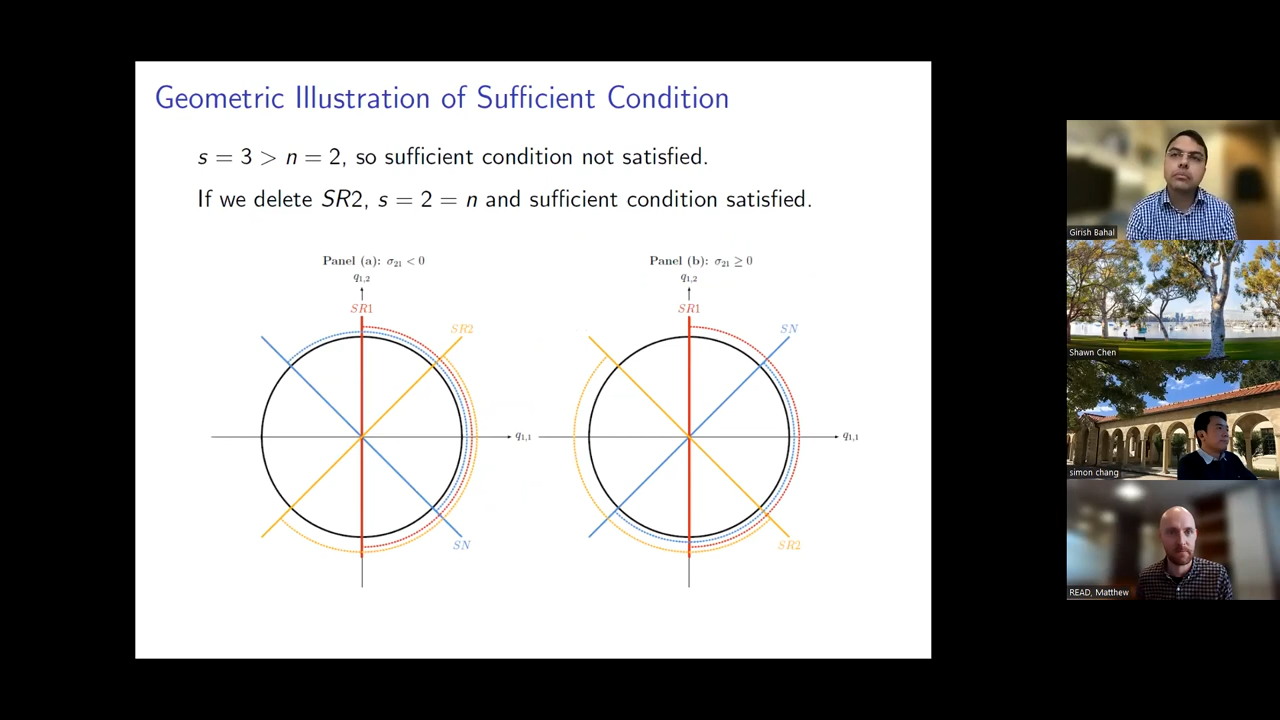 Geometric Illustration of Sufficient Condition
s = 3 > n = 2, so sufficient condition not satisfied.
If we delete SR2, s = 2 = n and sufficient condition satisfied.
Panel (a): σ₂₁ < 0
q₁,₂
SR1
SR2
q₁,₁
SN
Panel (b): σ₂₁ ≥ 0
q₁,₂
SR1
SN
q₁,₁
SR2
Girish Bahal
Shawn Chen
simon chang
READ, Matthew